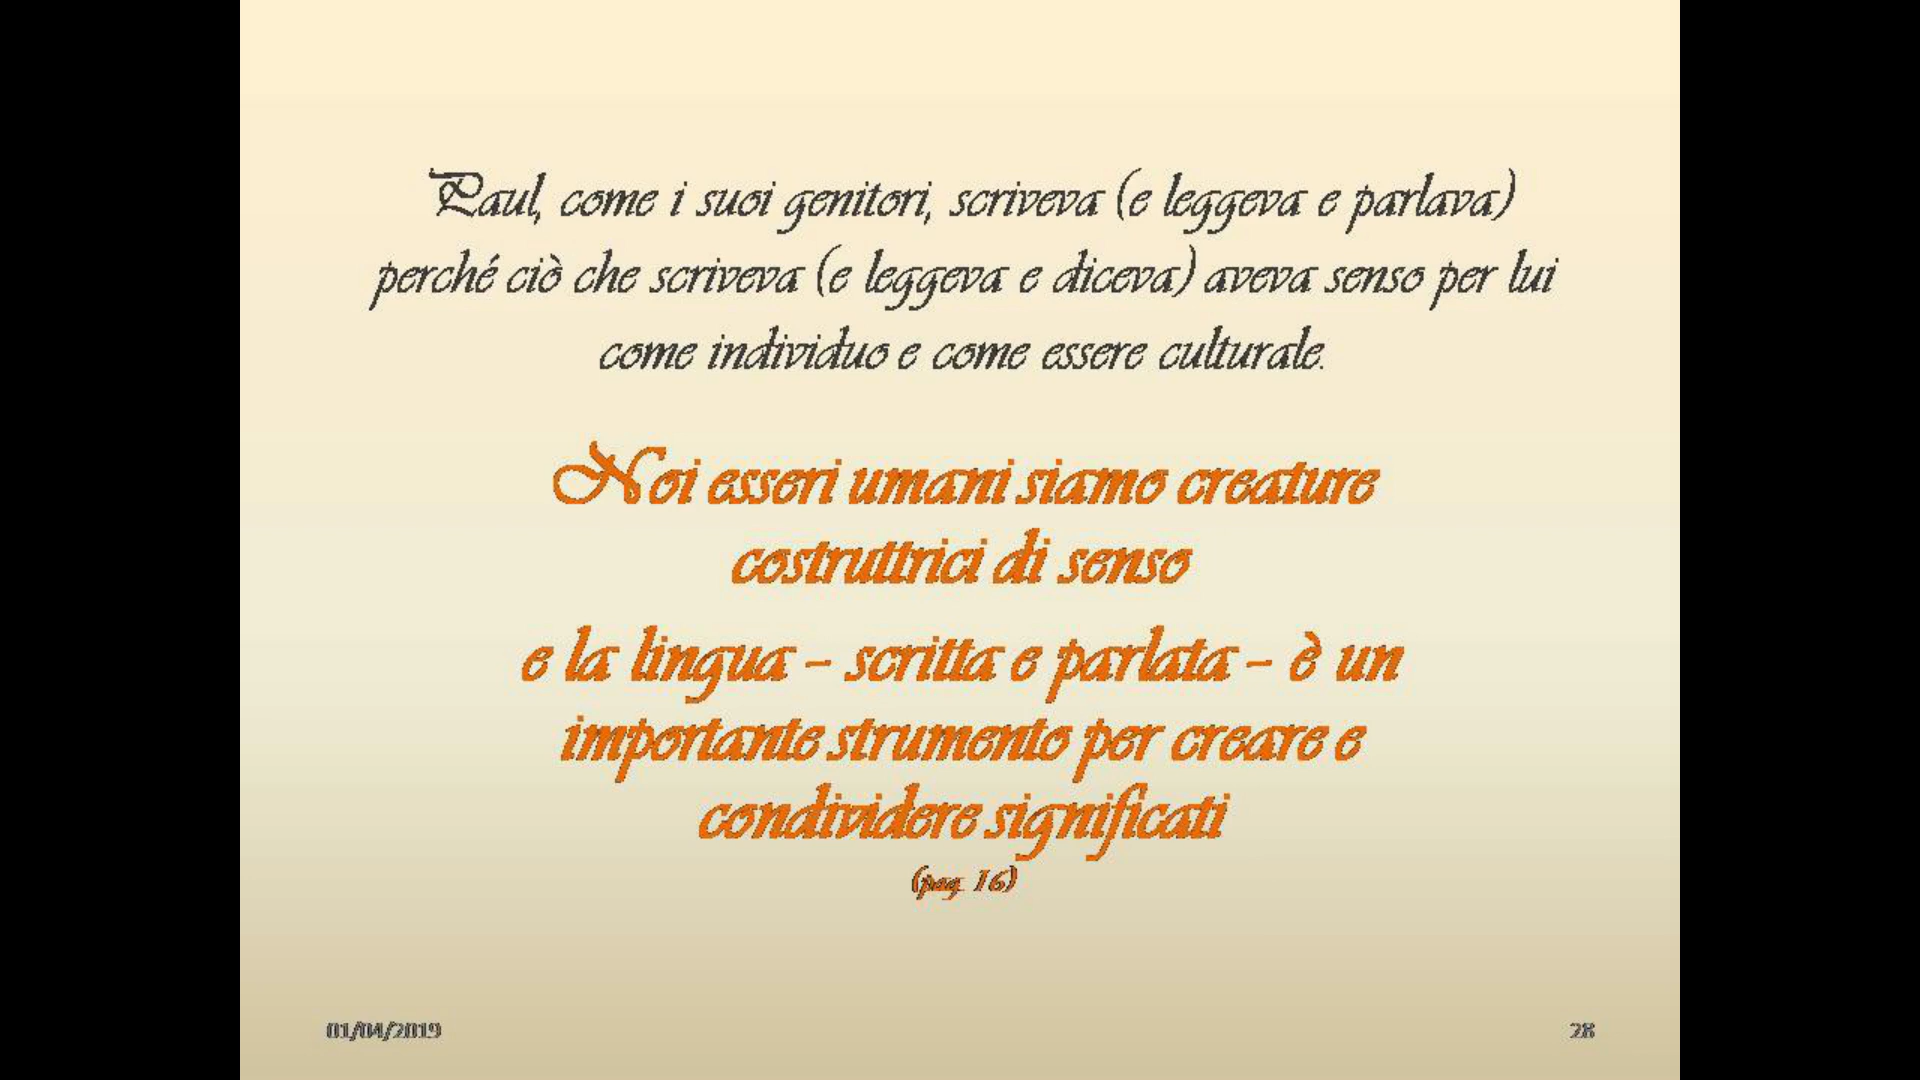 Paul, come i suoi genitori, scriveva (e leggeva e parlava)
perché ciò che scriveva (e leggeva e diceva) aveva senso per lui
come individuo e come essere culturale.
Noi esseri umani siamo creature
costruttrici di senso
e la lingua – scritta e parlata – è un
importante strumento per creare e
condividere significati
(pag. 16)
01/04/2019
28